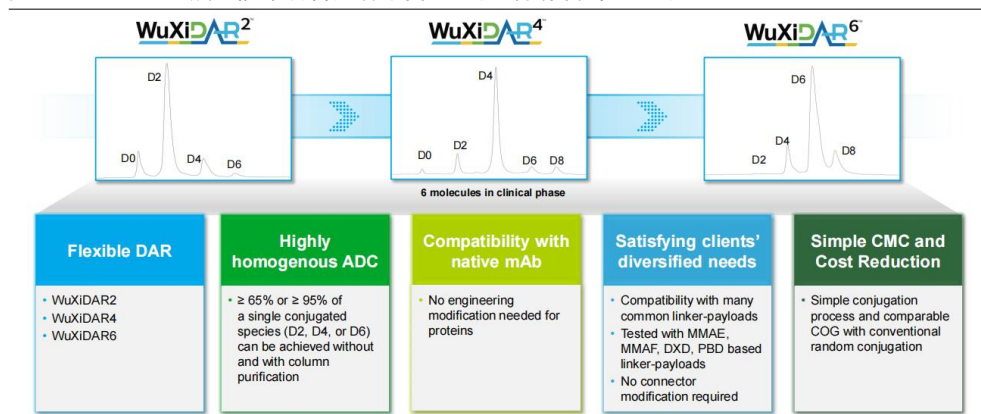 WuXiDAR2™
WuXiDAR4™
WuXiDAR6™
D0
D2
D4
D6
D0
D2
D4
D6
D8
D2
D4
D6
D8
6 molecules in clinical phase
Flexible DAR
• WuXiDAR2
• WuXiDAR4
• WuXiDAR6
Highly
homogenous ADC
• ≥ 65% or ≥ 95% of
a single conjugated
species (D2, D4, or D6)
can be achieved without
and with column
purification
Compatibility with
native mAb
• No engineering
modification needed for
proteins
Satisfying clients’
diversified needs
• Compatibility with many
common linker-payloads
• Tested with MMAE,
MMAF, DXD, PBD based
linker-payloads
• No connector
modification required
Simple CMC and
Cost Reduction
• Simple conjugation
process and comparable
COG with conventional
random conjugation